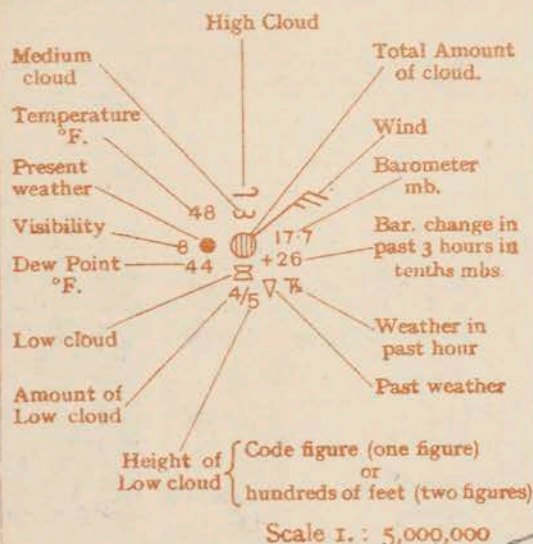 High Cloud
Medium
cloud
Total Amount
of cloud.
Temperature
°F.
Wind
Present
weather
Barometer
mb.
48
Visibility
8
17.7
Bar. change in
past 3 hours in
tenths mbs.
Dew Point
°F.
44
+26
4/5
Low cloud
Weather in
past hour
Amount of
Low cloud
Past weather
Height of
Low cloud
Code figure (one figure)
or
hundreds of feet (two figures)
Scale 1. : 5,000,000